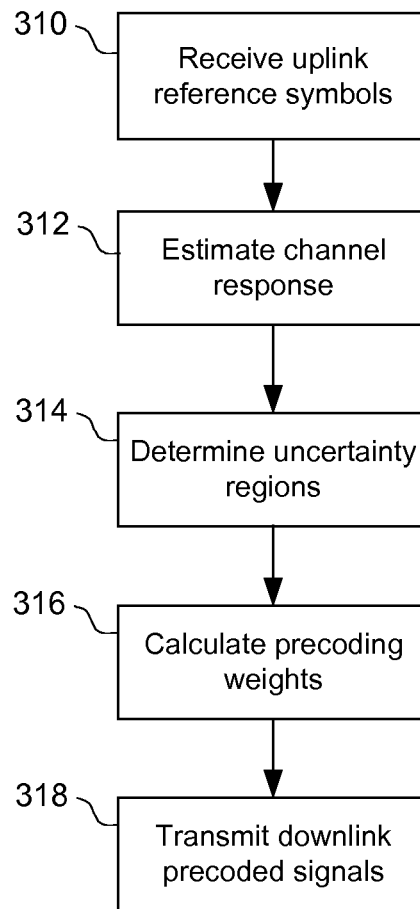 310
Receive uplink
reference symbols
312
Estimate channel
response
314
Determine uncertainty
regions
316
Calculate precoding
weights
318
Transmit downlink
precoded signals